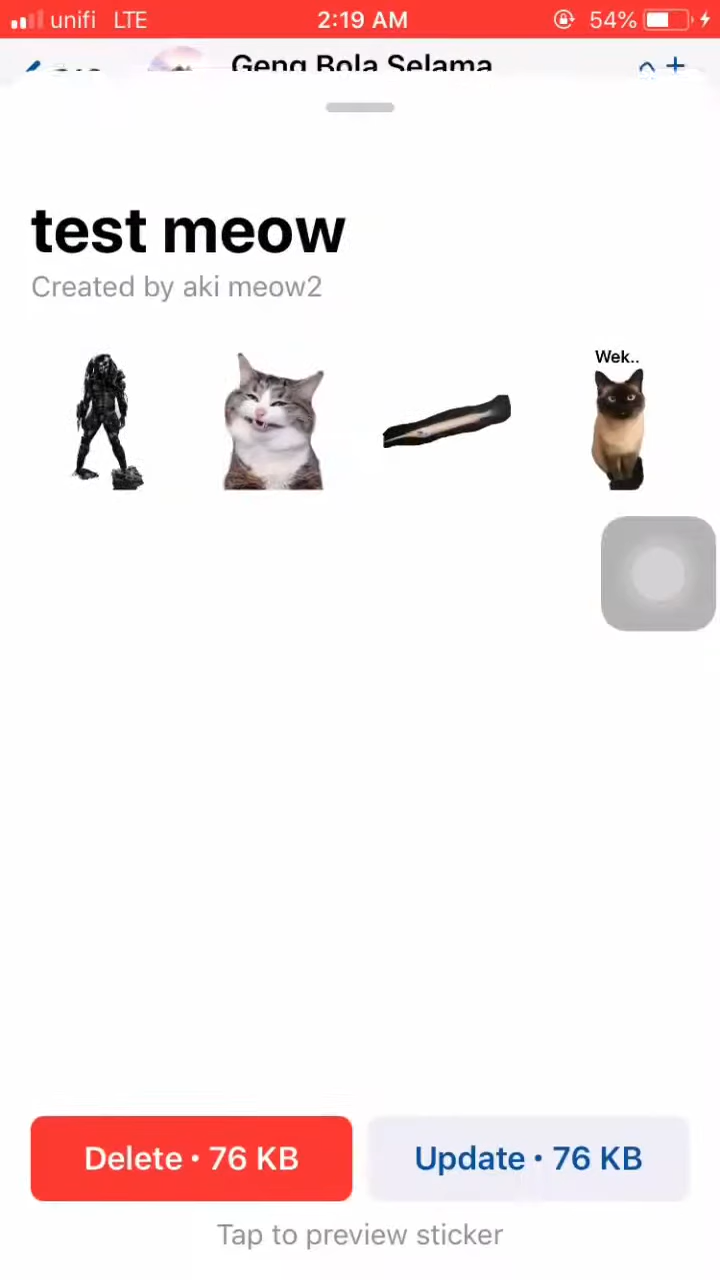 unifi LTE 2:19 AM 54%
Geng Bola Selama
test meow
Created by aki meow2
Wek..
Delete • 76 KB Update • 76 KB
Tap to preview sticker